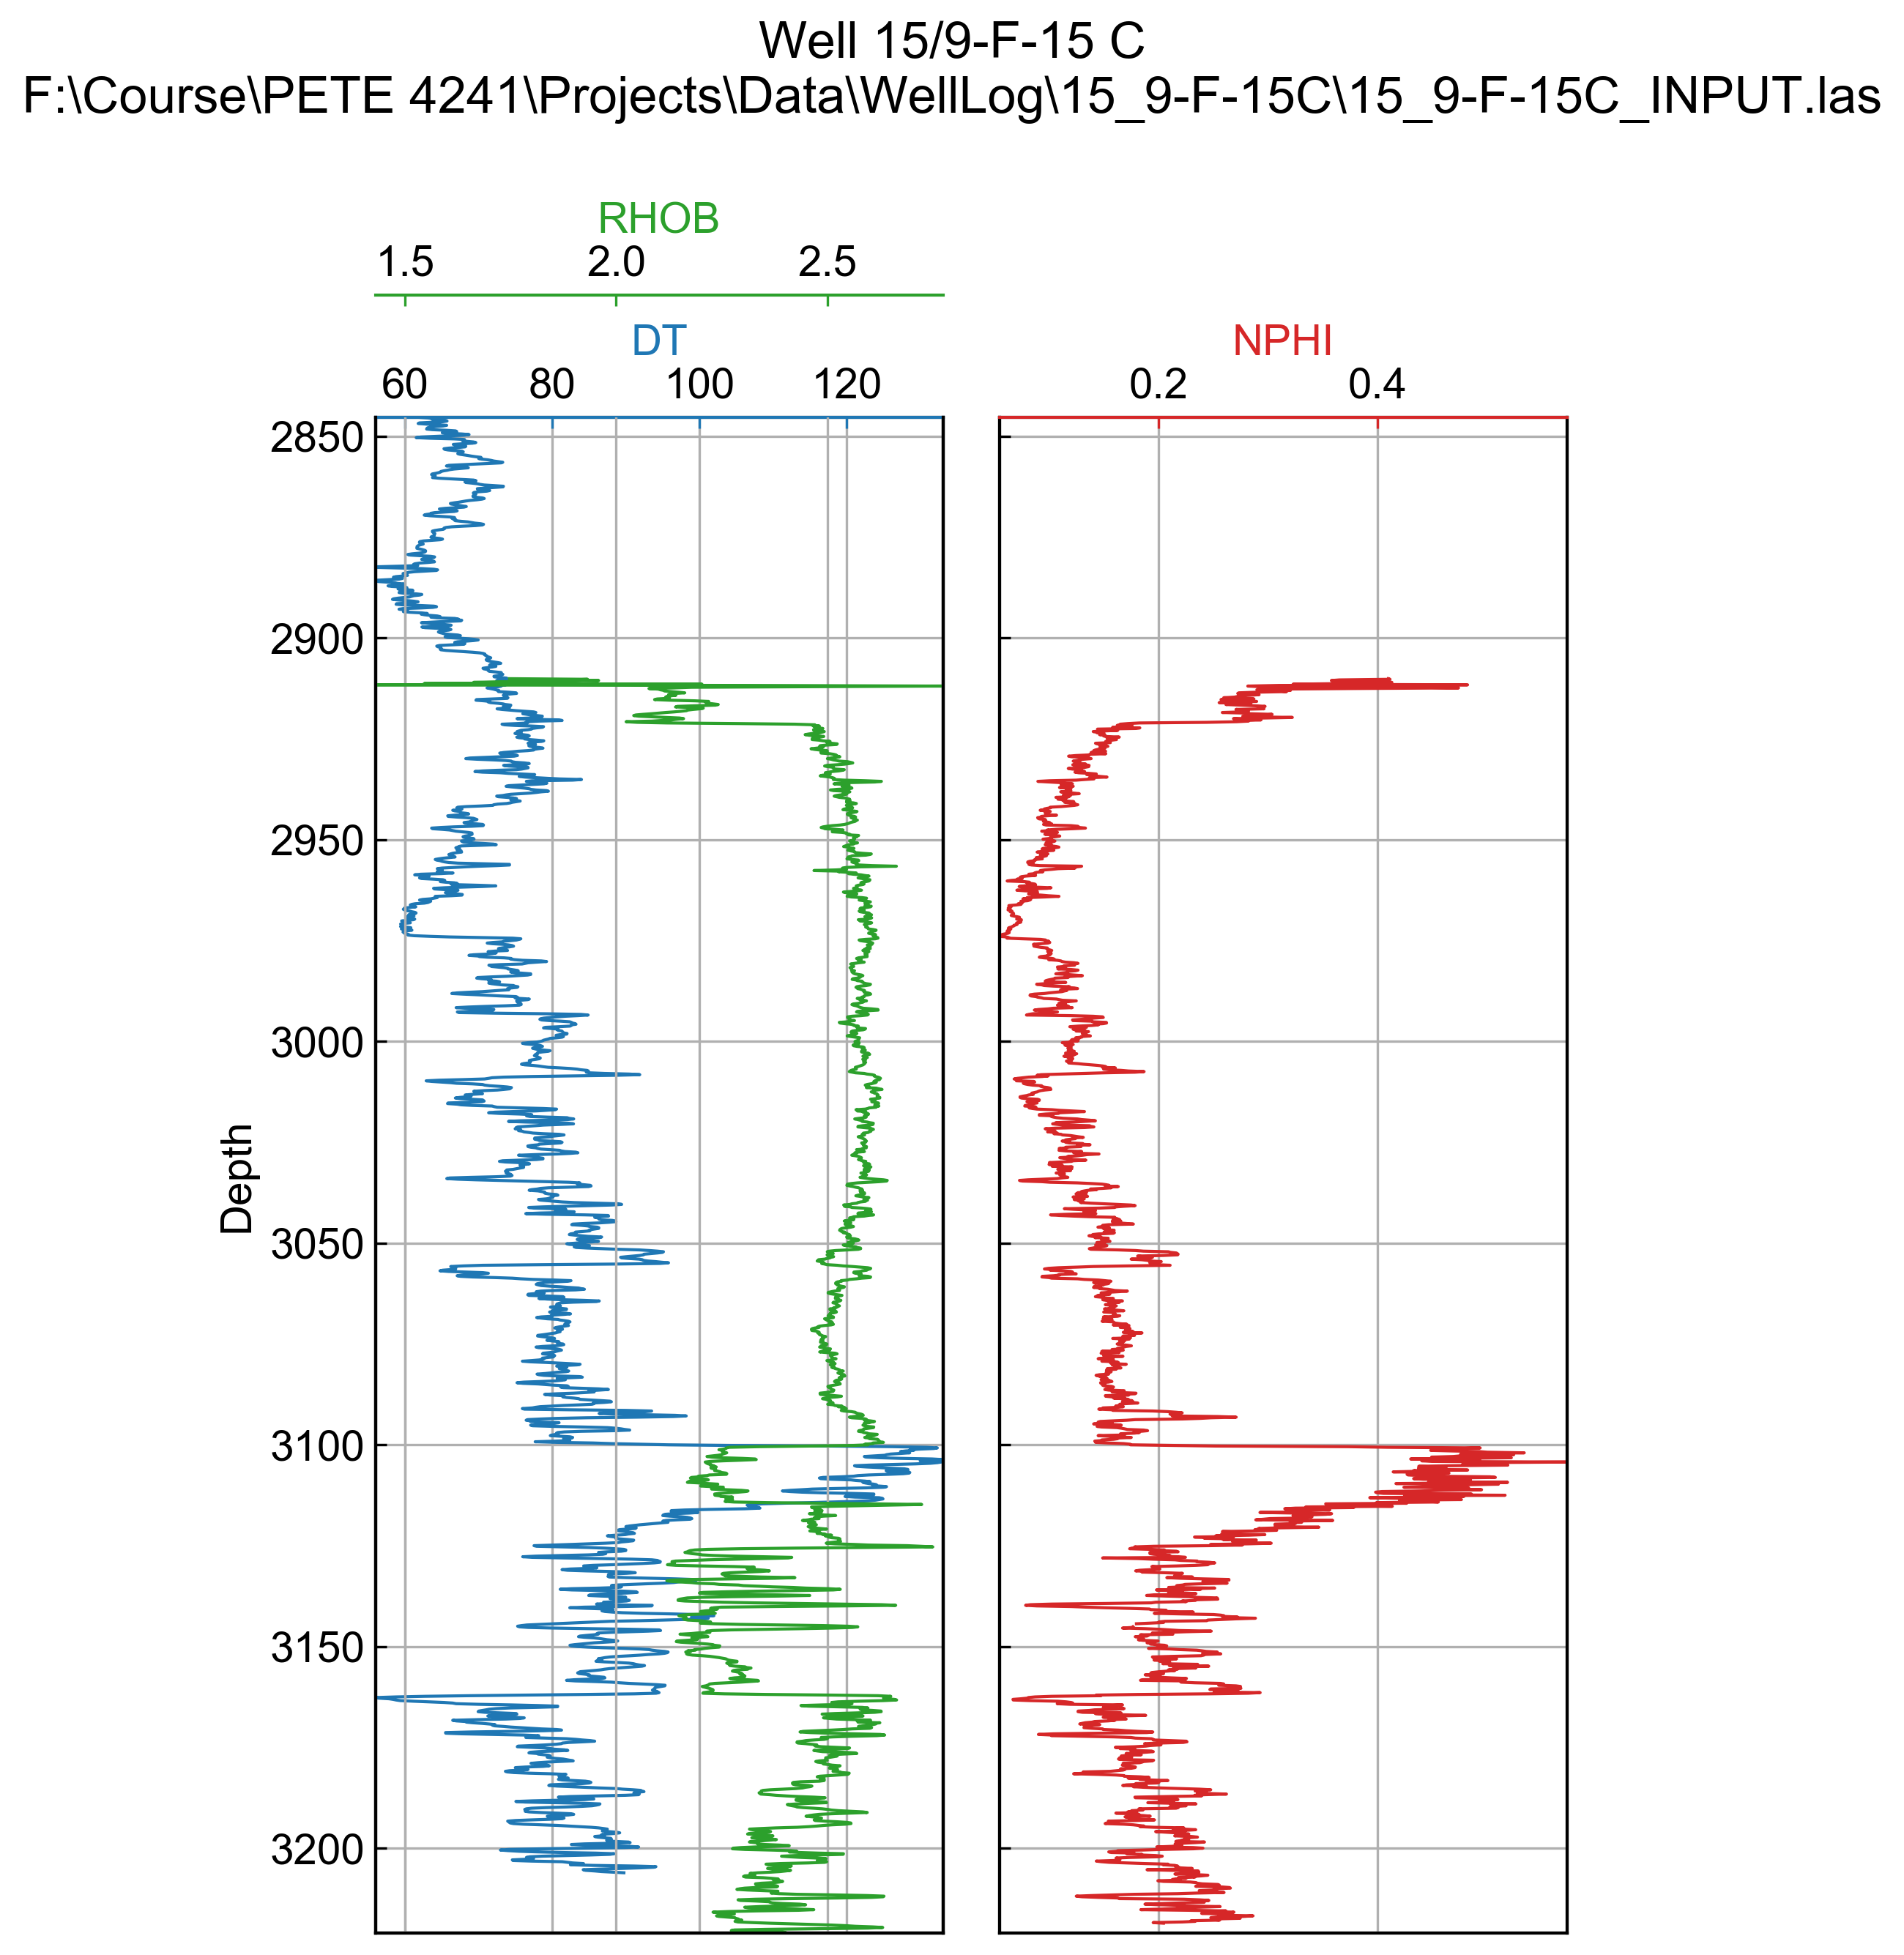 Well 15/9-F-15 C
F:\Course\PETE 4241\Projects\Data\WellLog\15_9-F-15C\15_9-F-15C_INPUT.las
RHOB
1.5 2.0 2.5
DT
60 80 100 120
NPHI
0.2 0.4
Depth
2850
2900
2950
3000
3050
3100
3150
3200